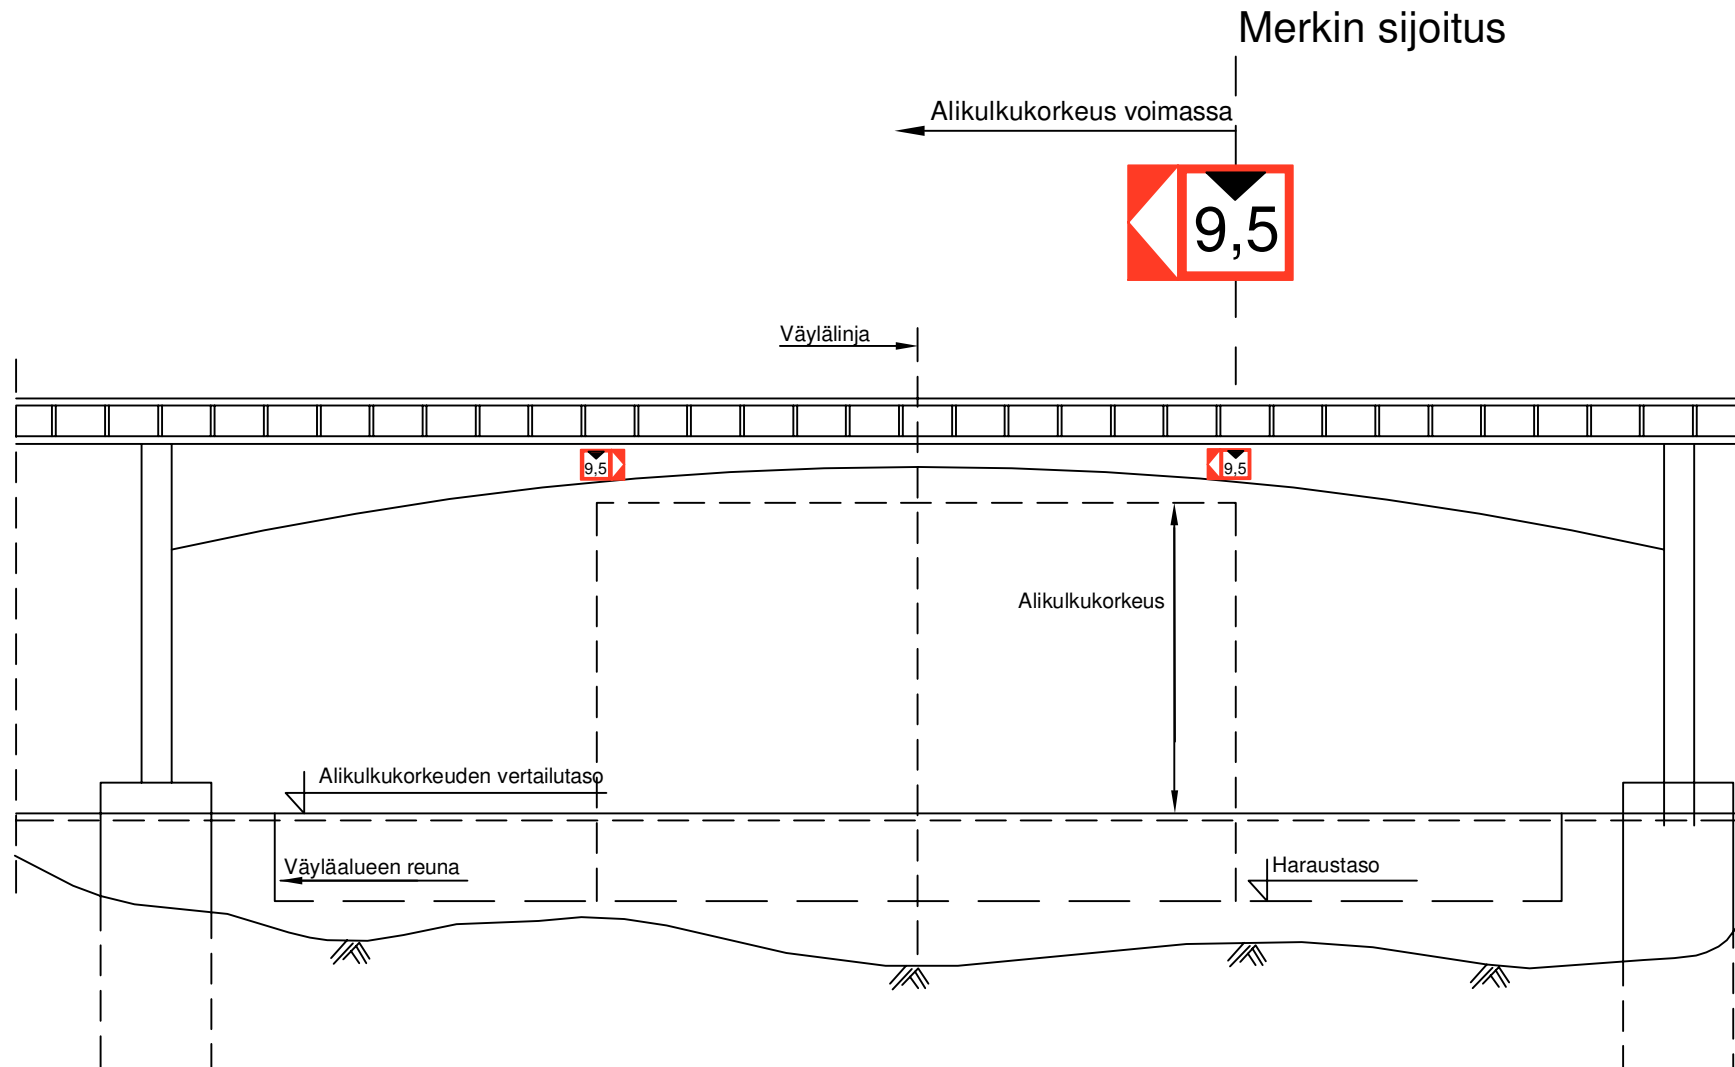 Merkin sijoitus
Alikulkukorkeus voimassa
9,5
Väylälinja
9,5
9,5
Alikulkukorkeus
Alikulkukorkeuden vertailutaso
Väyläalueen reuna
Haraustaso